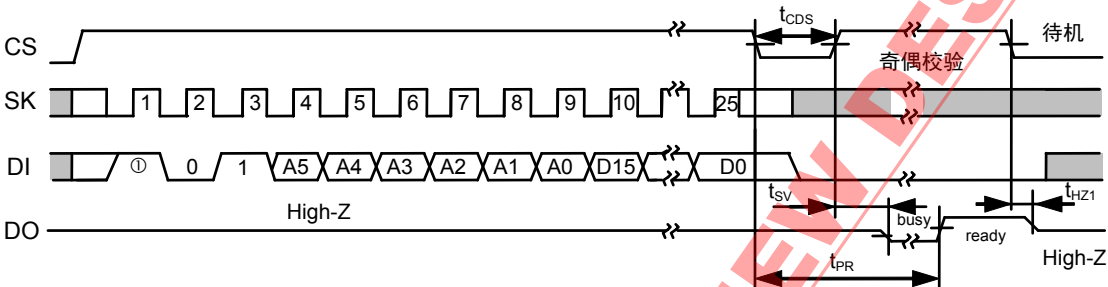 CS
tCDS
待机
奇偶校验
SK
1 2 3 4 5 6 7 8 9 10 25
DI
① 0 1 A5 A4 A3 A2 A1 A0 D15 D0
tSV
tHZ1
High-Z
busy
DO
ready
High-Z
tPR
EW DES